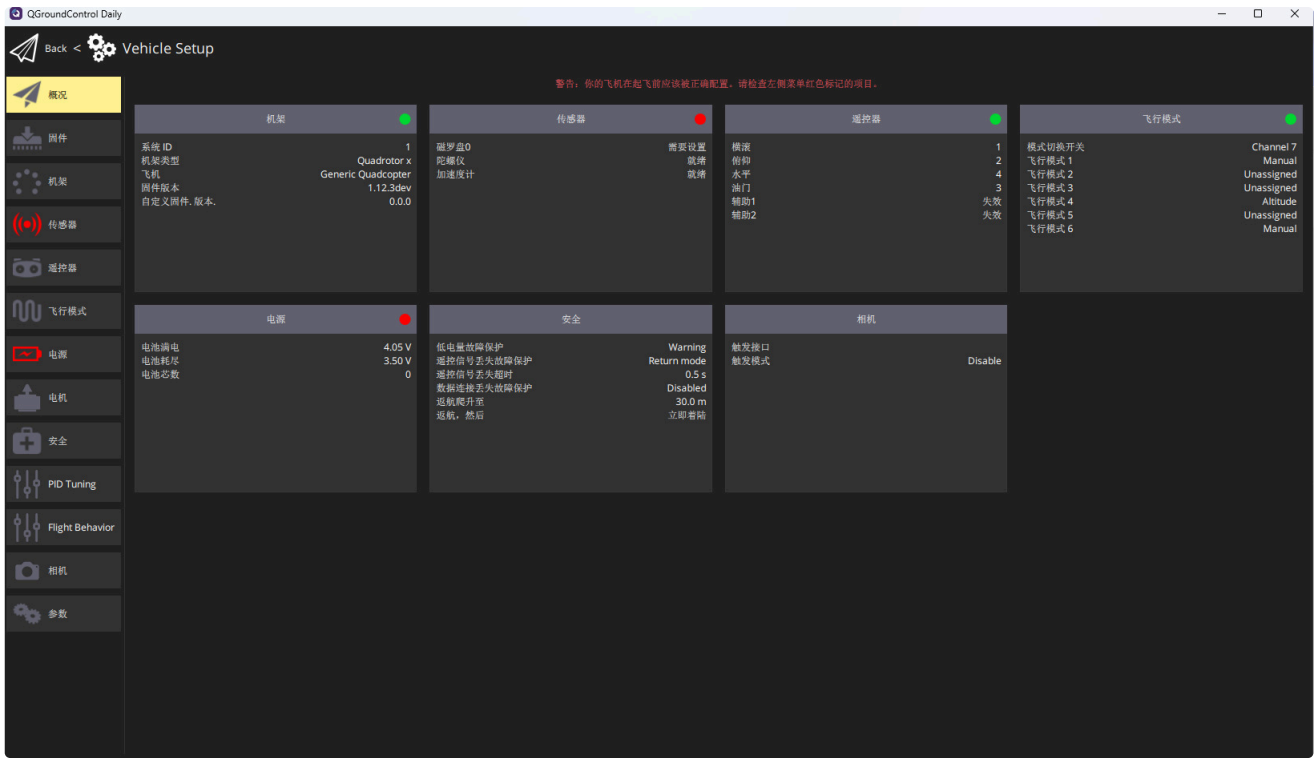 QGroundControl Daily
Back < Vehicle Setup
警告：你的飞机在起飞前应该被正确配置。请检查左侧菜单红色标记的项目。
概况
固件
机架
传感器
遥控器
飞行模式
电源
电机
安全
PID Tuning
Flight Behavior
相机
参数
机架
系统 ID 1
机架类型 Quadrotor x
飞机 Generic Quadcopter
固件版本 1.12.3dev
自定义固件. 版本. 0.0.0
传感器
磁罗盘0 需要设置
陀螺仪 就绪
加速度计 就绪
遥控器
横滚 1
俯仰 2
水平 4
油门 3
辅助1 失效
辅助2 失效
飞行模式
模式切换开关 Channel 7
飞行模式 1 Manual
飞行模式 2 Unassigned
飞行模式 3 Unassigned
飞行模式 4 Altitude
飞行模式 5 Unassigned
飞行模式 6 Manual
电源
电池满电 4.05 V
电池耗尽 3.50 V
电池芯数 0
安全
低电量故障保护 Warning
遥控信号丢失故障保护 Return mode
遥控信号丢失超时 0.5 s
数据连接丢失故障保护 Disabled
返航爬升至 30.0 m
返航，然后 立即着陆
相机
触发接口
触发模式 Disable